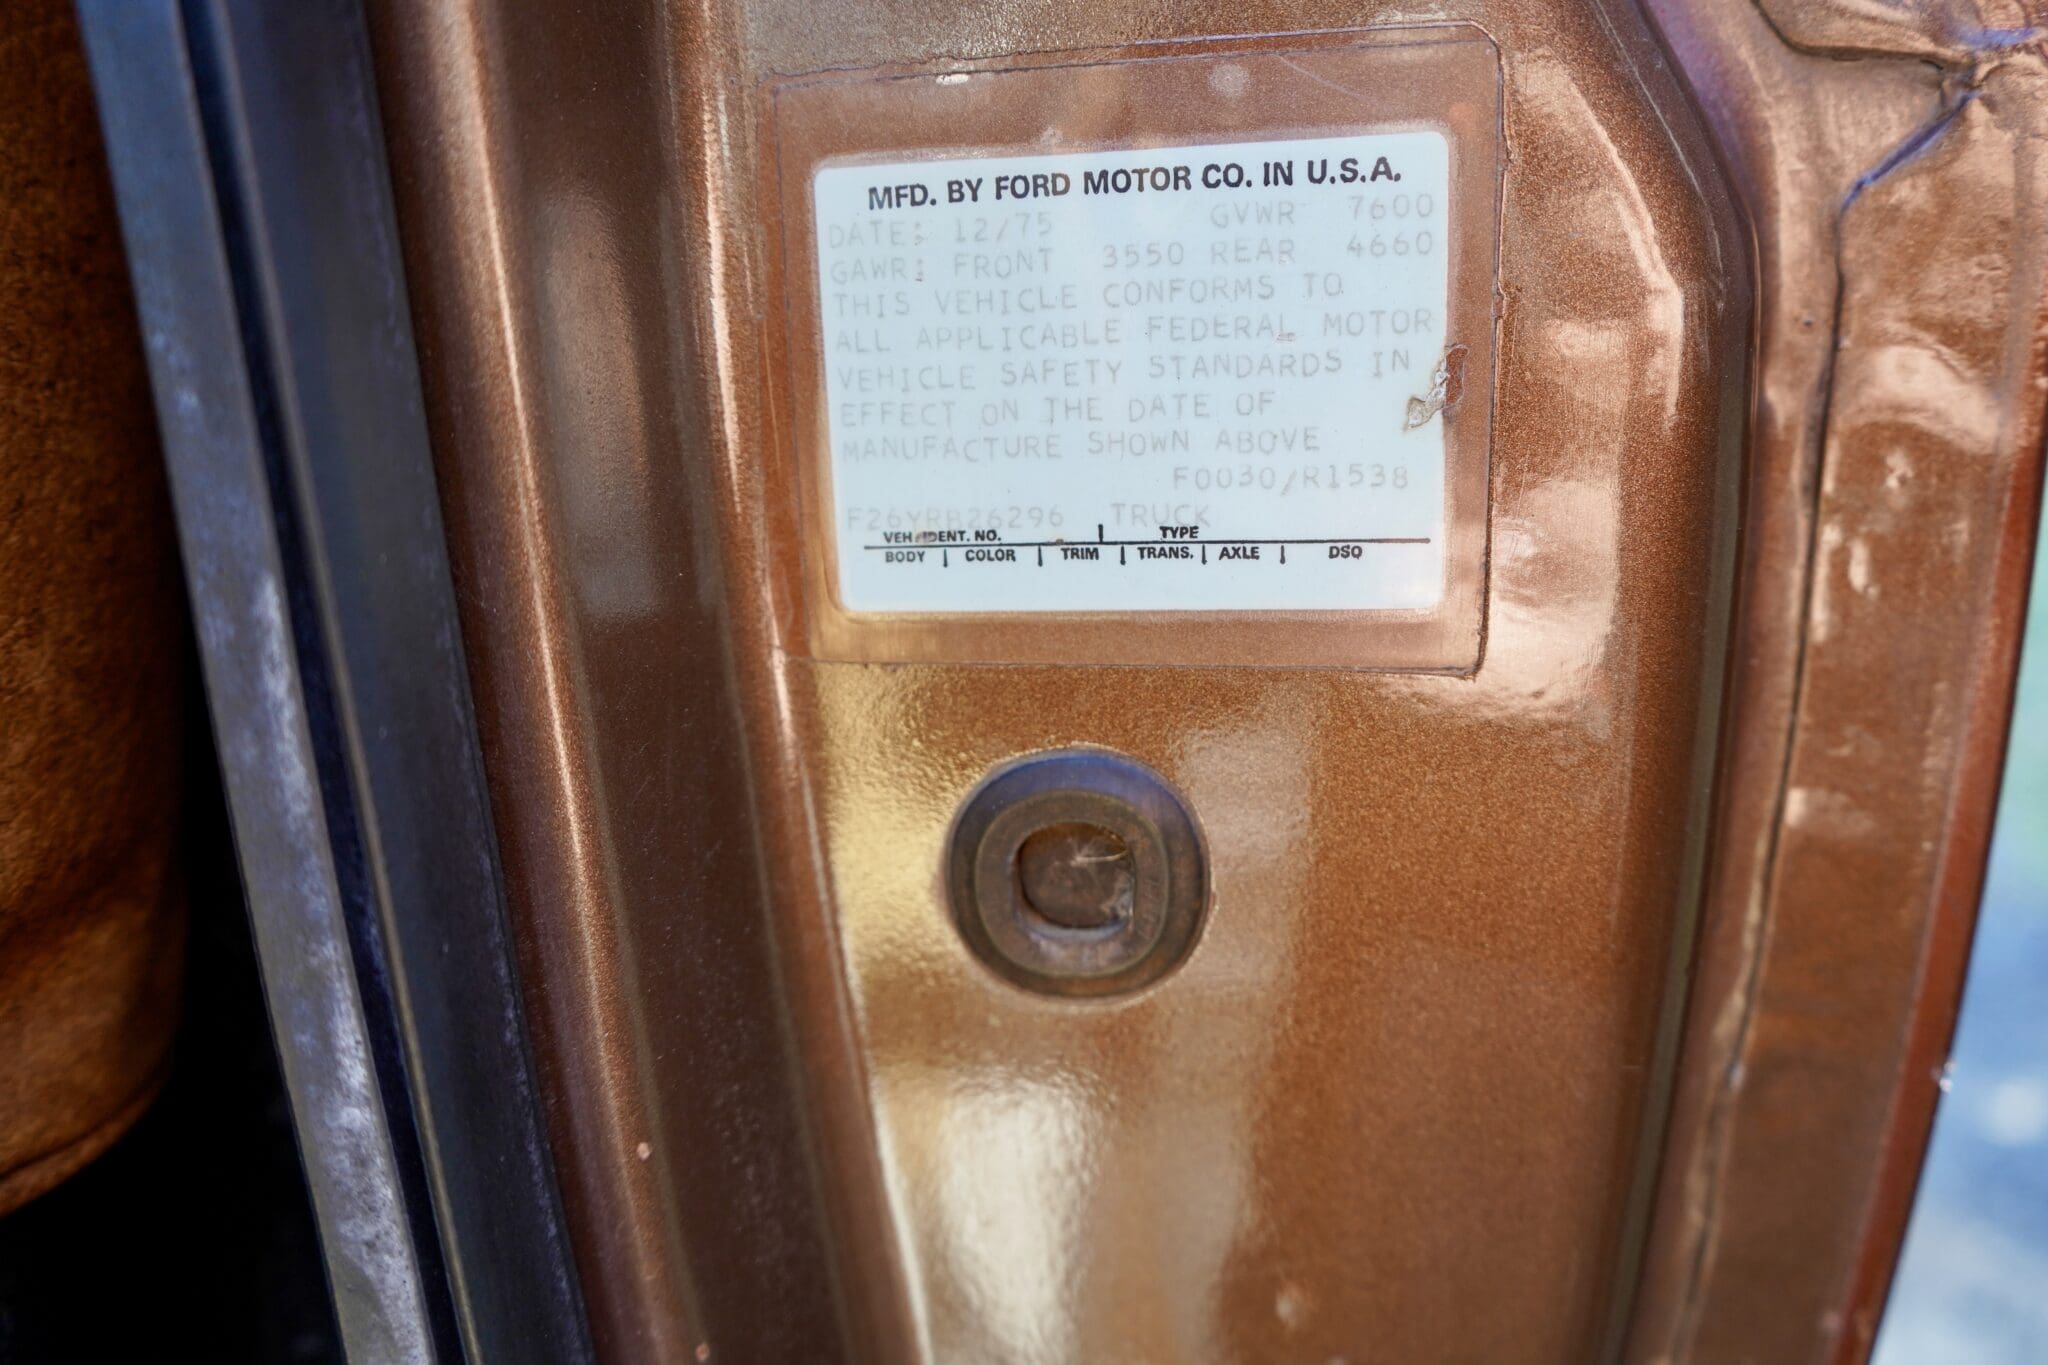 MFD. BY FORD MOTOR CO. IN U.S.A.
DATE: 12/75 GVWR 7600
GAWR: FRONT 3550 REAR 4660
THIS VEHICLE CONFORMS TO
ALL APPLICABLE FEDERAL MOTOR
VEHICLE SAFETY STANDARDS IN
EFFECT ON THE DATE OF
MANUFACTURE SHOWN ABOVE
F0030/R1538
F26YRB26296 TRUCK
VEH. IDENT. NO. TYPE
BODY COLOR TRIM TRANS. AXLE DSO